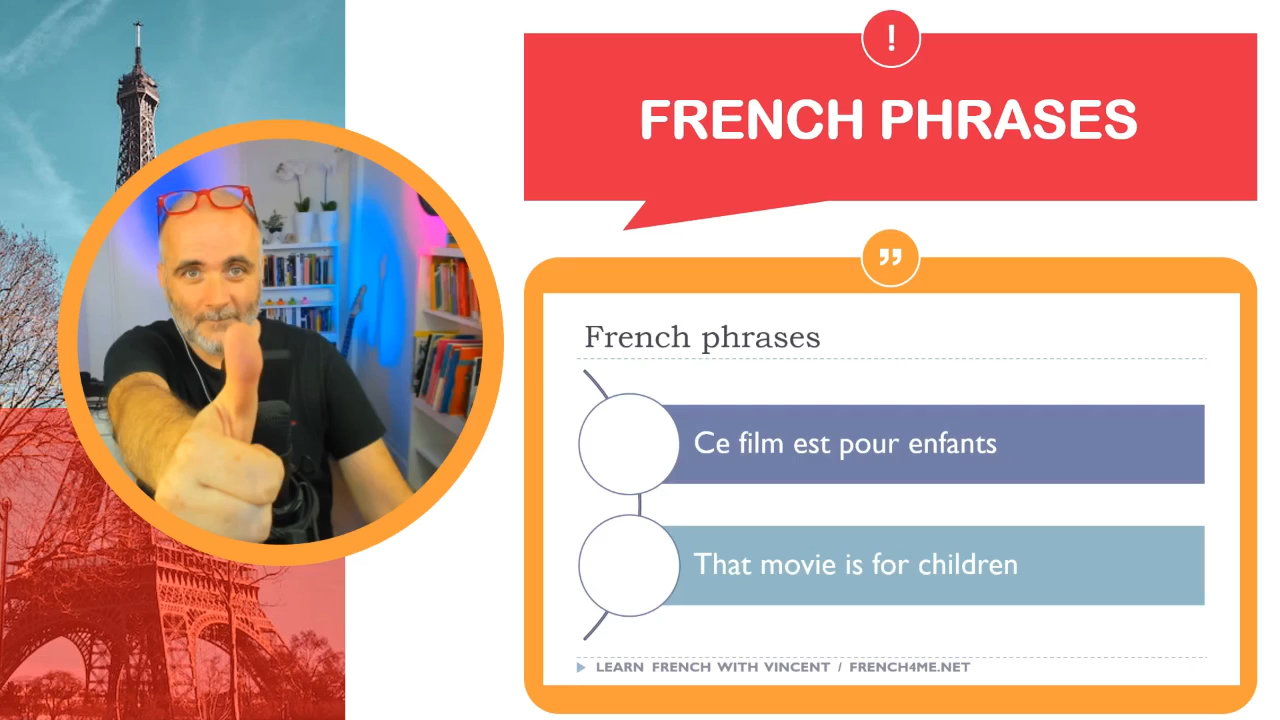 !
FRENCH PHRASES
”
French phrases
Ce film est pour enfants
That movie is for children
LEARN FRENCH WITH VINCENT / FRENCH4ME.NET